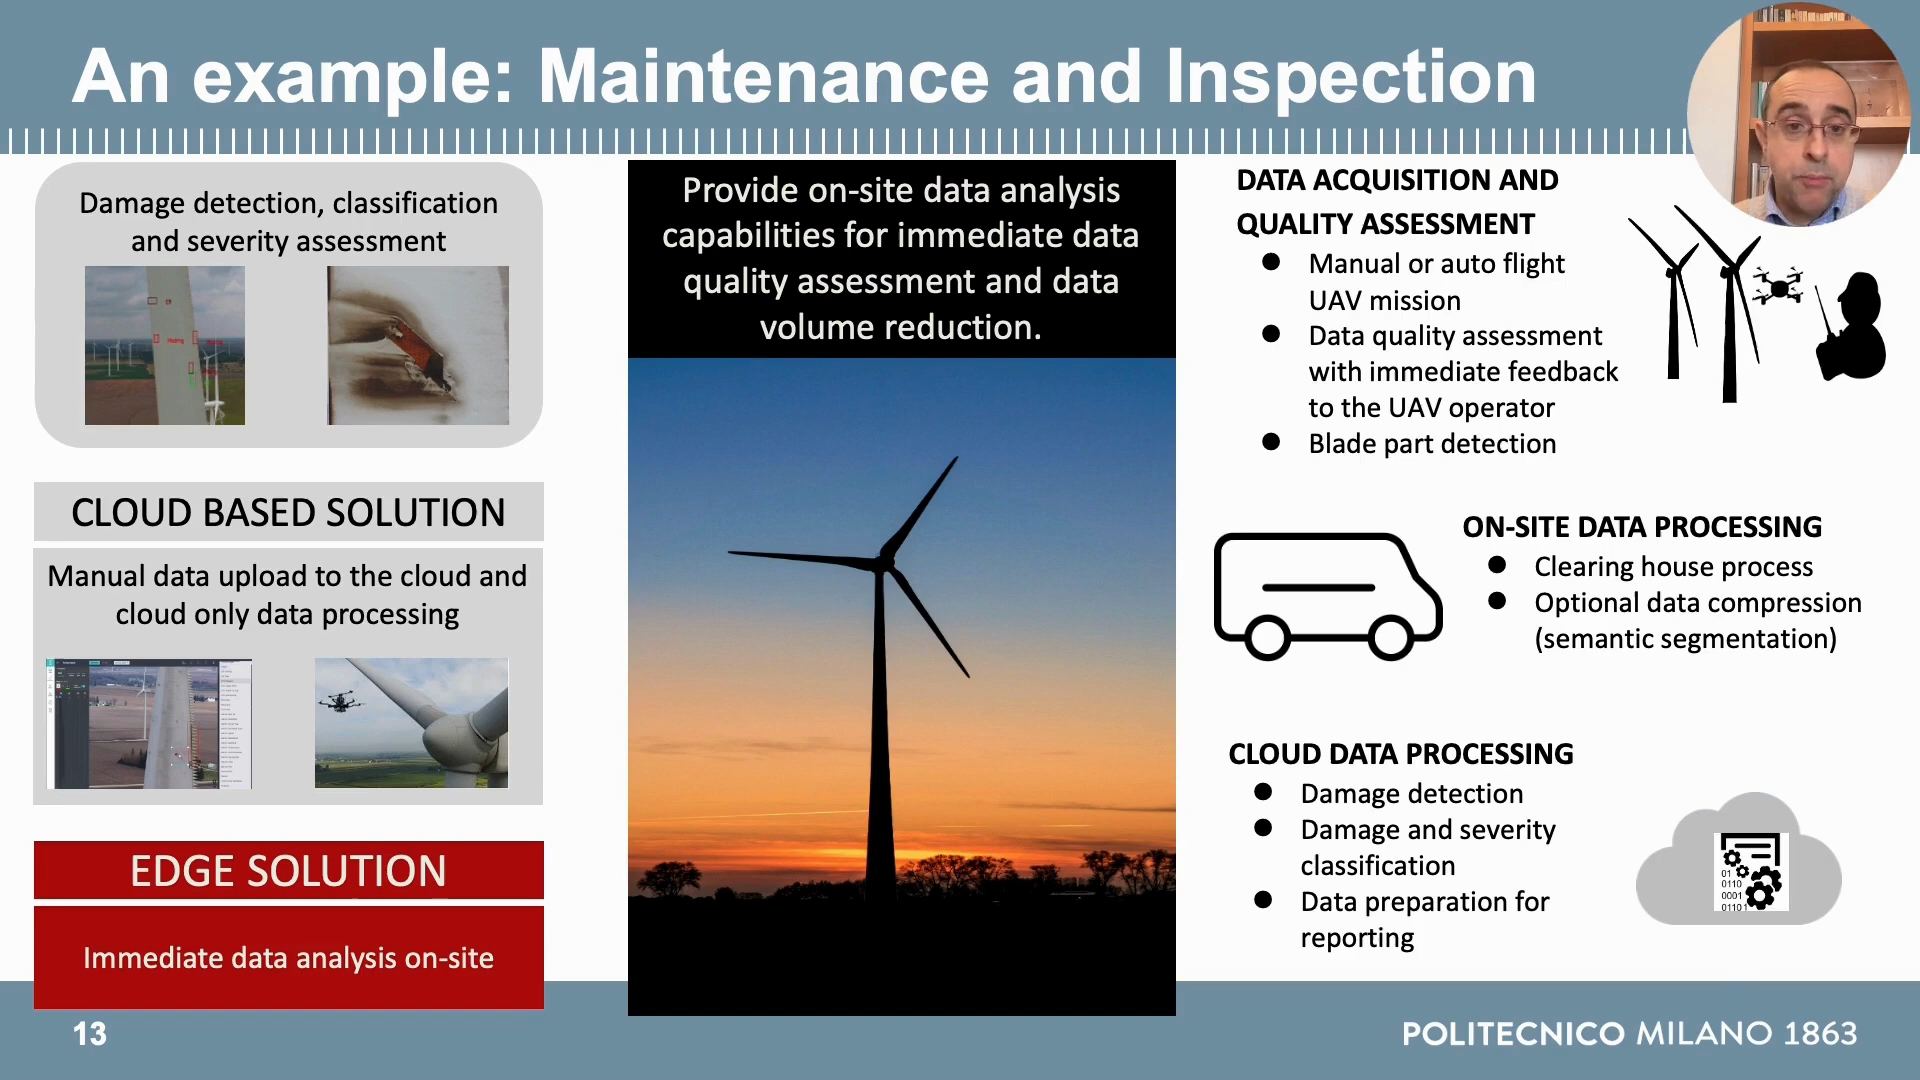 An example: Maintenance and Inspection
Damage detection, classification
and severity assessment
CLOUD BASED SOLUTION
Manual data upload to the cloud and
cloud only data processing
EDGE SOLUTION
Immediate data analysis on-site
Provide on-site data analysis
capabilities for immediate data
quality assessment and data
volume reduction.
DATA ACQUISITION AND
QUALITY ASSESSMENT
● Manual or auto flight
UAV mission
● Data quality assessment
with immediate feedback
to the UAV operator
● Blade part detection
ON-SITE DATA PROCESSING
● Clearing house process
● Optional data compression
(semantic segmentation)
CLOUD DATA PROCESSING
● Damage detection
● Damage and severity
classification
● Data preparation for
reporting
01
0110
0001
01101
13
POLITECNICO MILANO 1863